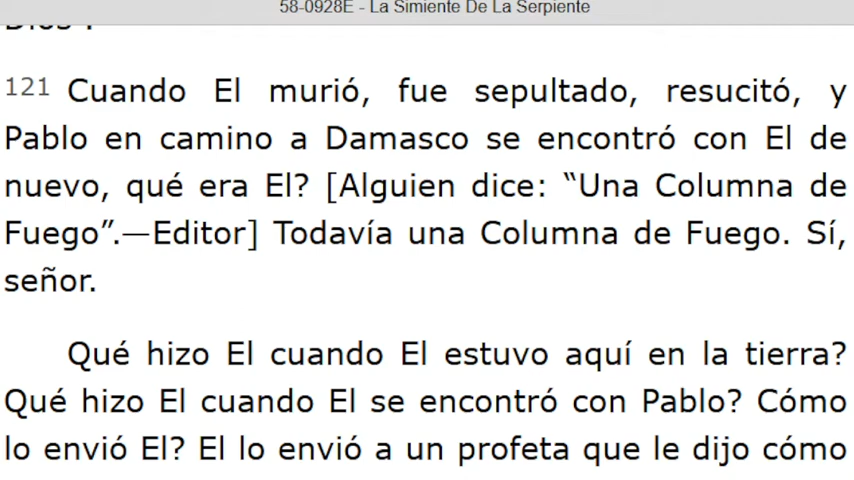 58-0928E - La Simiente De La Serpiente
Dios".
121 Cuando El murió, fue sepultado, resucitó, y
Pablo en camino a Damasco se encontró con El de
nuevo, qué era El? [Alguien dice: “Una Columna de
Fuego”.—Editor] Todavía una Columna de Fuego. Sí,
señor.
Qué hizo El cuando El estuvo aquí en la tierra?
Qué hizo El cuando El se encontró con Pablo? Cómo
lo envió El? El lo envió a un profeta que le dijo cómo